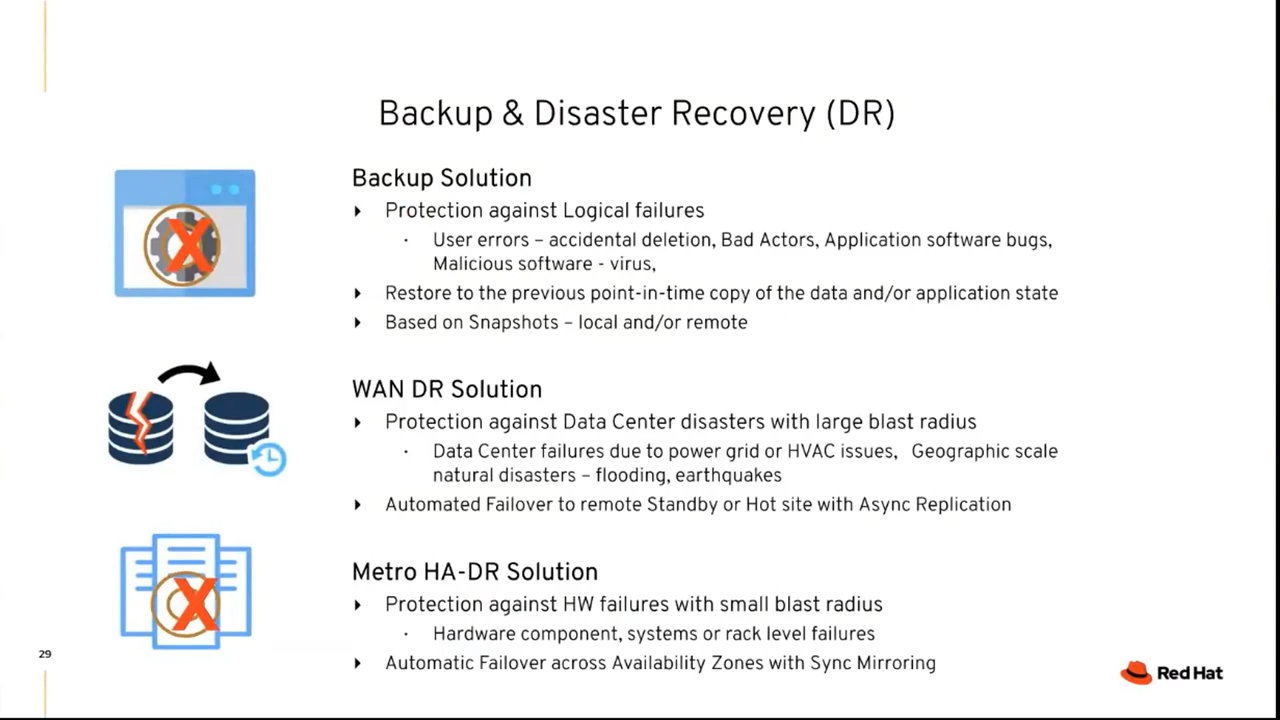 Backup & Disaster Recovery (DR)
Backup Solution
Protection against Logical failures
User errors – accidental deletion, Bad Actors, Application software bugs,
Malicious software - virus,
Restore to the previous point-in-time copy of the data and/or application state
Based on Snapshots – local and/or remote
WAN DR Solution
Protection against Data Center disasters with large blast radius
Data Center failures due to power grid or HVAC issues, Geographic scale
natural disasters – flooding, earthquakes
Automated Failover to remote Standby or Hot site with Async Replication
Metro HA-DR Solution
Protection against HW failures with small blast radius
Hardware component, systems or rack level failures
Automatic Failover across Availability Zones with Sync Mirroring
29
Red Hat